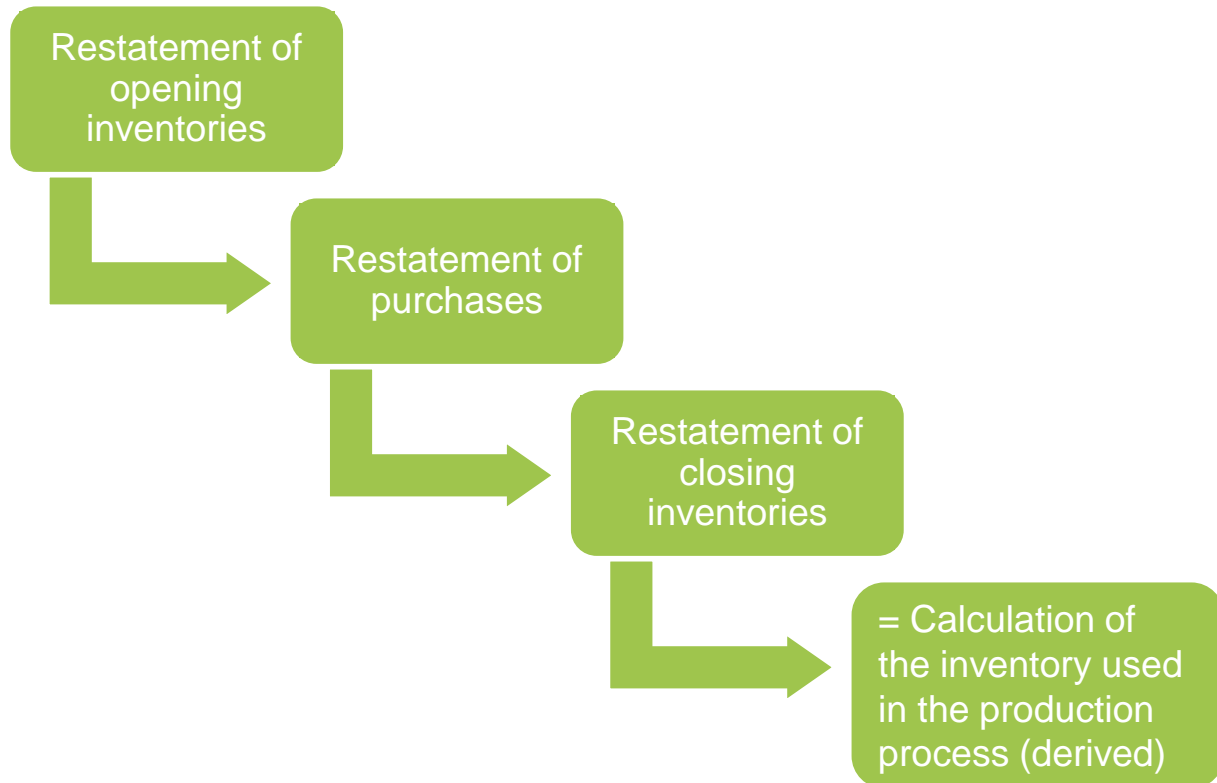 Restatement of
opening
inventories
Restatement of
purchases
Restatement of
closing
inventories
= Calculation of
the inventory used
in the production
process (derived)